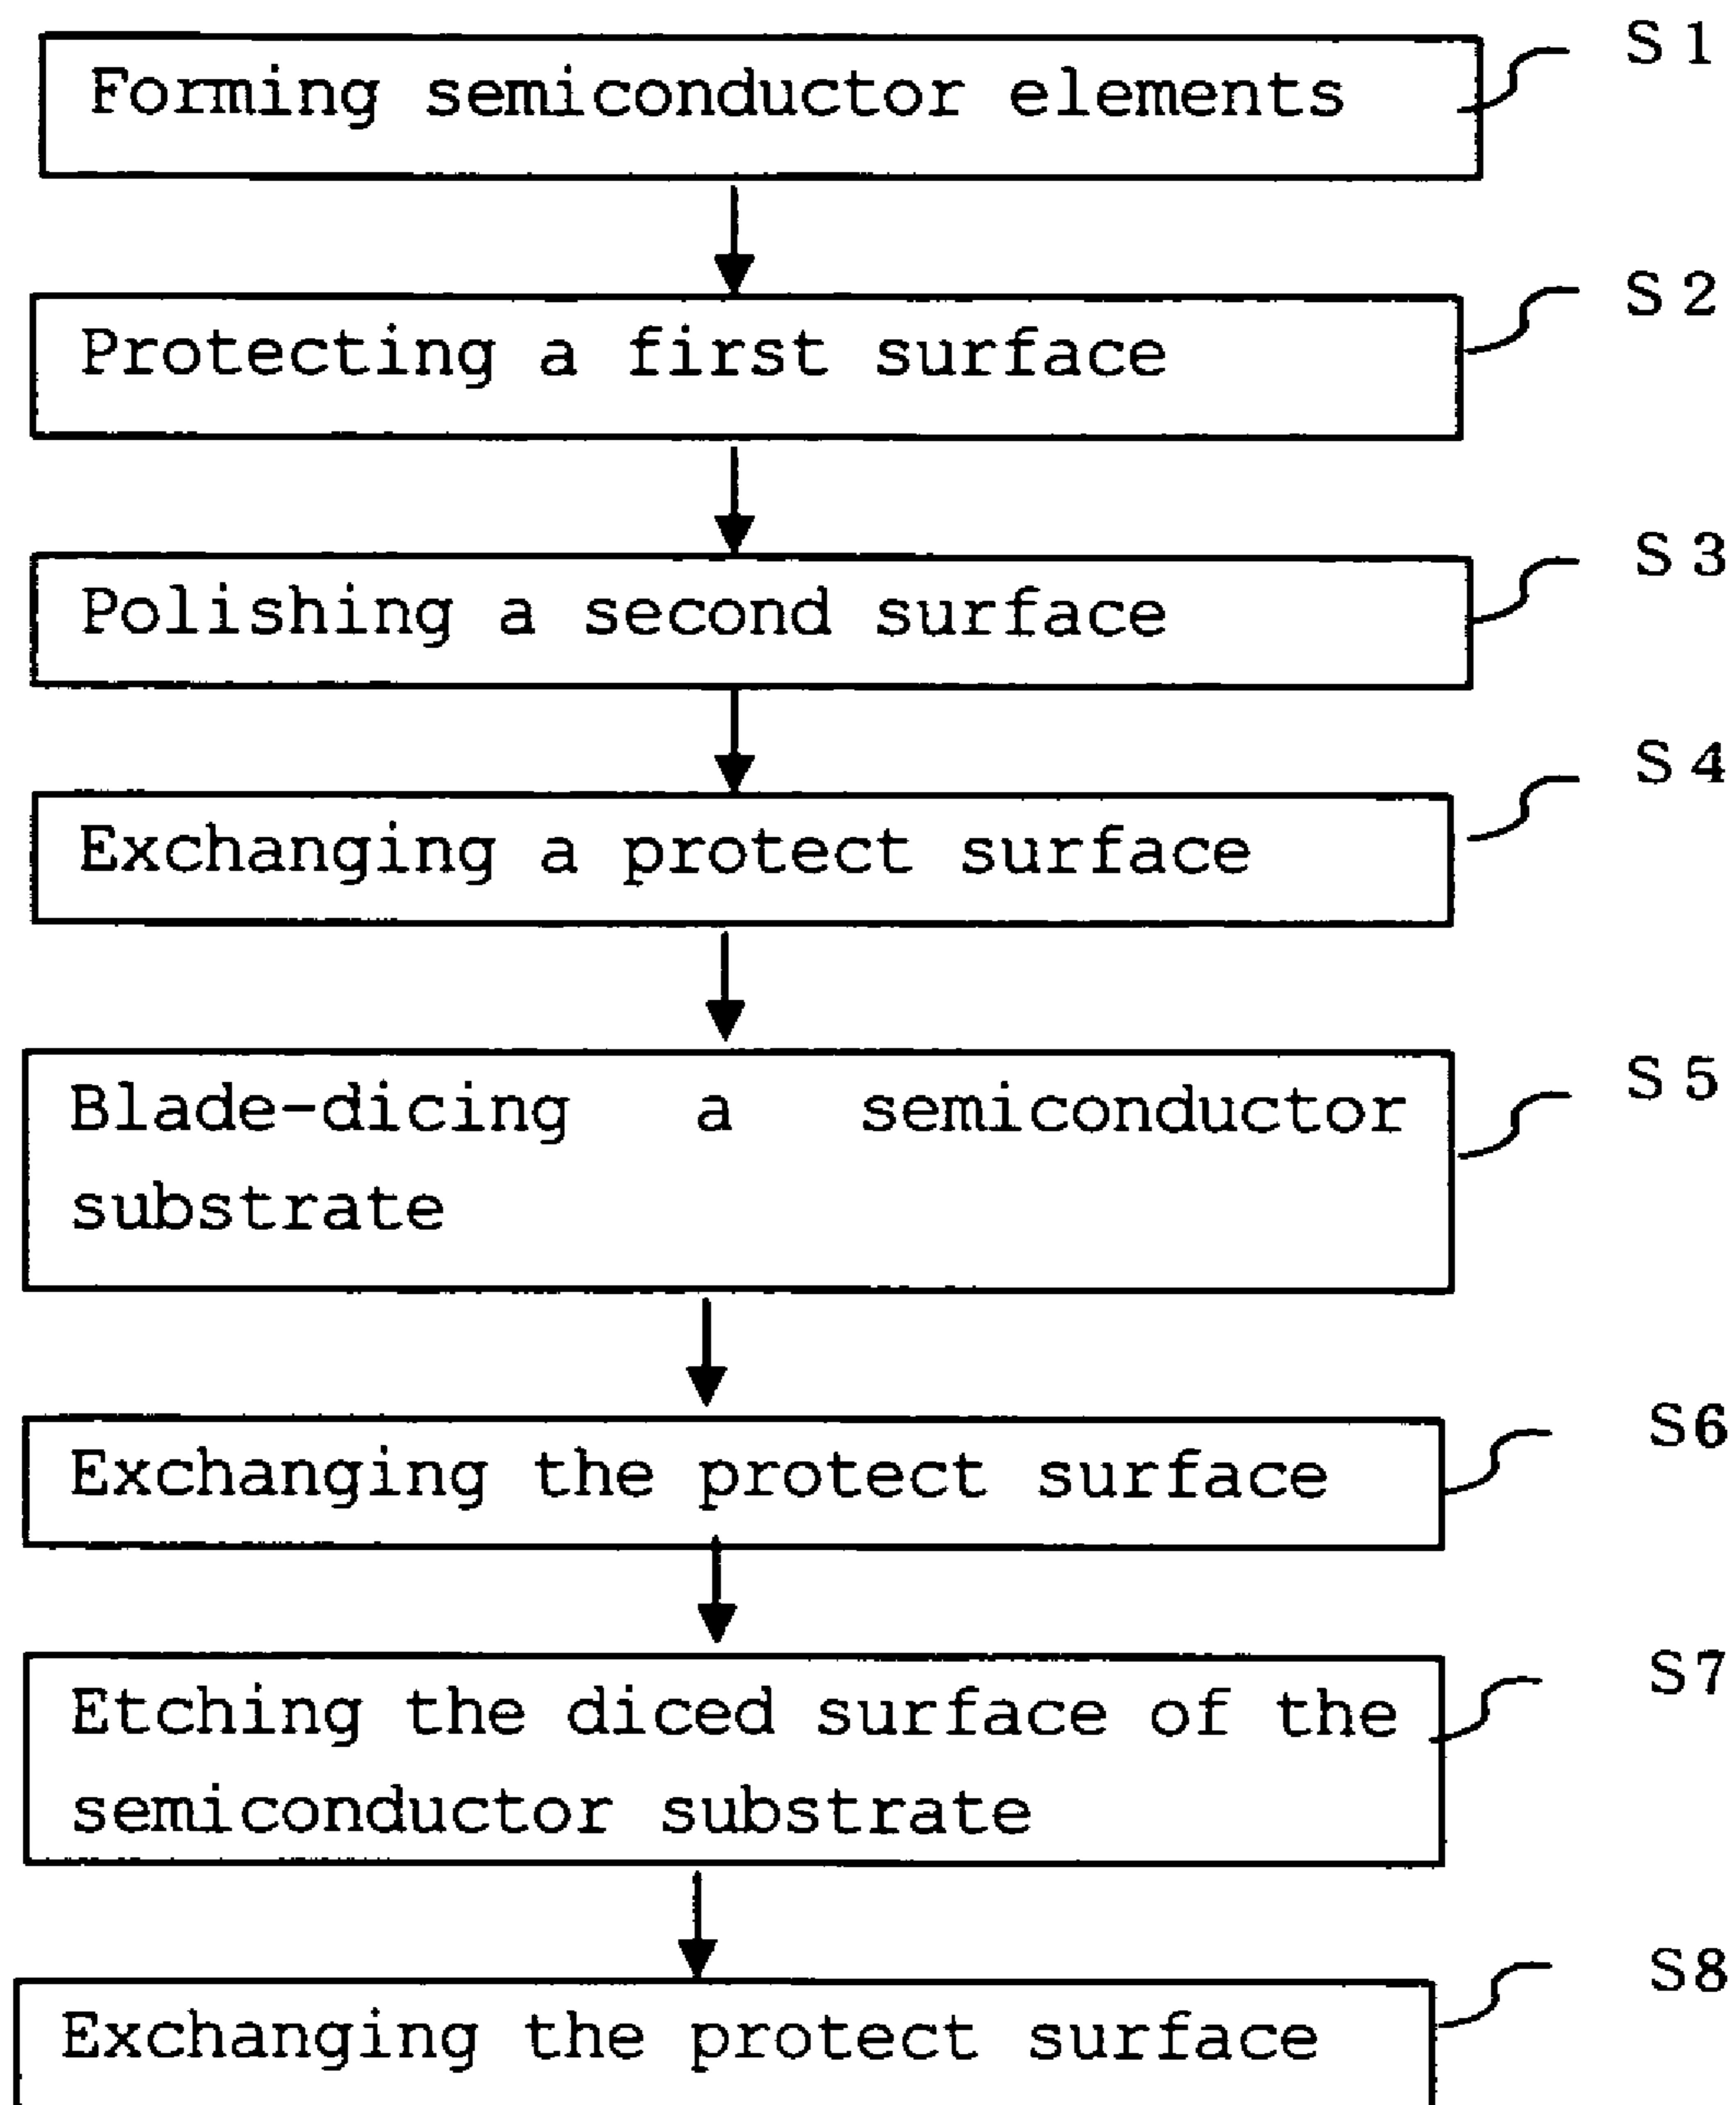 Forming semiconductor elements
S1
Protecting a first surface
S2
Polishing a second surface
S3
Exchanging a protect surface
S4
Blade-dicing a semiconductor
substrate
S5
Exchanging the protect surface
S6
Etching the diced surface of the
semiconductor substrate
S7
Exchanging the protect surface
S8